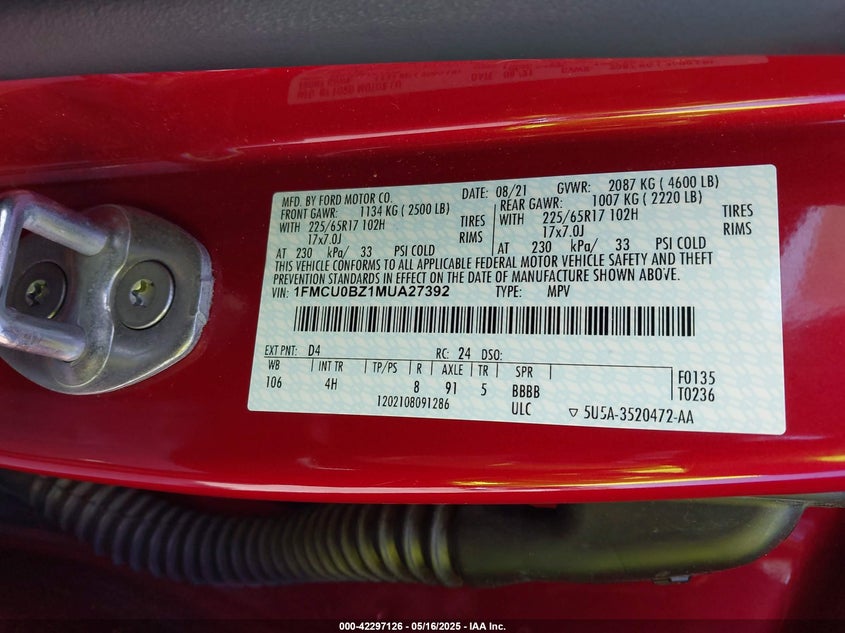 MFD. BY FORD MOTOR CO. DATE: 08/21 GVWR: 2087 KG ( 4600 LB)
FRONT GAWR: 1134 KG ( 2500 LB) REAR GAWR: 1007 KG ( 2220 LB)
WITH 225/65R17 102H TIRES WITH 225/65R17 102H TIRES
17x7.0J RIMS 17x7.0J RIMS
AT 230 kPa/ 33 PSI COLD AT 230 kPa/ 33 PSI COLD
THIS VEHICLE CONFORMS TO ALL APPLICABLE FEDERAL MOTOR VEHICLE SAFETY AND THEFT
PREVENTION STANDARDS IN EFFECT ON THE DATE OF MANUFACTURE SHOWN ABOVE.
VIN: 1FMCU0BZ1MUA27392 TYPE: MPV
EXT PNT: D4 RC: 24 DSO:
WB INT TR TP/PS R AXLE TR SPR F0135
106 4H 8 91 5 BBBB T0236
1202108091286 ULC ▽ 5U5A-3520472-AA
000-42297126 - 05/16/2025 - IAA Inc.